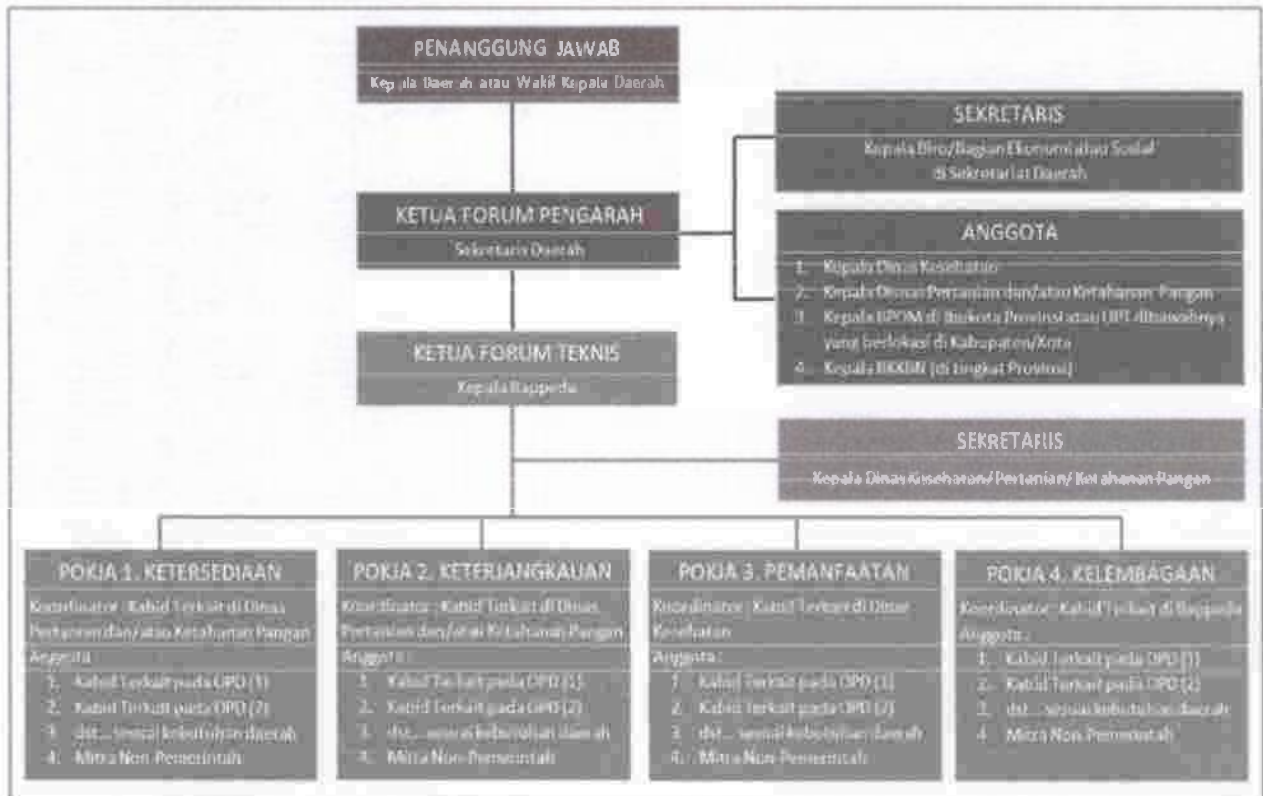 PENANGGUNG JAWAB
Kepala Daerah atau Wakil Kepala Daerah
SEKRETARIS
Kepala Biro/Bagian Ekonomi atau Sosial
di Sekretariat Daerah
KETUA FORUM PENGARAH
Sekretaris Daerah
ANGGOTA
1. Kepala Dinas Kesehatan
2. Kepala Dinas Pertanian dan/atau Ketahanan Pangan
3. Kepala BPOM di Ibukota Provinsi atau UPT dibawahnya
yang berlokasi di Kabupaten/Kota
4. Kepala BKKBN (di tingkat Provinsi)
KETUA FORUM TEKNIS
Kepala Bappeda
SEKRETARIS
Kepala Dinas Kesehatan/ Pertanian/ Ketahanan Pangan
POKJA 1. KETERSEDIAAN
Koordinator : Kabid Terkait di Dinas
Pertanian dan/atau Ketahanan Pangan
Anggota
1. Kabid Terkait pada OPD (1)
2. Kabid Terkait pada OPD (2)
3. dst... sesuai kebutuhan daerah
4. Mitra Non-Pemerintah
POKJA 2. KETERJANGKAUAN
Koordinator : Kabid Terkait di Dinas
Pertanian dan/atau Ketahanan Pangan
Anggota :
1. Kabid Terkait pada OPD (1)
2. Kabid Terkait pada OPD (2)
3. dst... sesuai kebutuhan daerah
4. Mitra Non-Pemerintah
POKJA 3. PEMANFAATAN
Koordinator : Kabid Terkait di Dinas
Kesehatan
Anggota :
1. Kabid Terkait pada OPD (1)
2. Kabid Terkait pada OPD (2)
3. dst... sesuai kebutuhan daerah
4. Mitra Non-Pemerintah
POKJA 4. KELEMBAGAAN
Koordinator : Kabid Terkait di Bappeda
Anggota :
1. Kabid Terkait pada OPD (1)
2. Kabid Terkait pada OPD (2)
3. dst... sesuai kebutuhan daerah
4. Mitra Non-Pemerintah